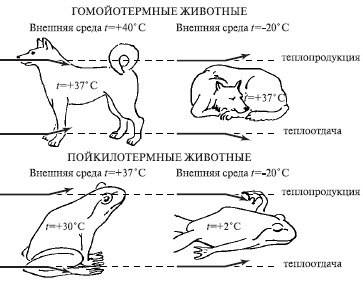 ГОМОЙОТЕРМНЫЕ ЖИВОТНЫЕ
Внешняя среда t=+40°C Внешняя среда t=-20°C
теплопродукция
t=+37°C t=+37°C
теплоотдача
ПОЙКИЛОТЕРМНЫЕ ЖИВОТНЫЕ
Внешняя среда t=+37°C Внешняя среда t=-20°C
теплопродукция
t=+30°C t=+2°C
теплоотдача